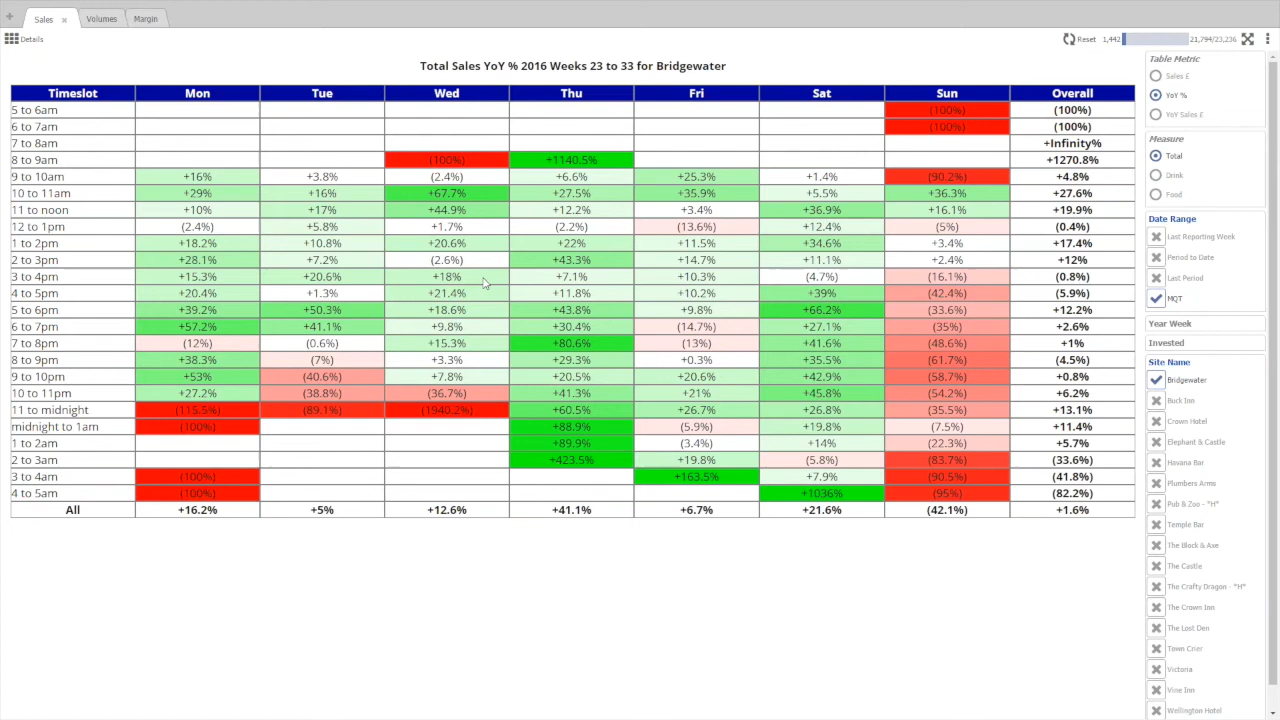 Sales
Volumes
Margin
Details
Reset 1,442 21,794/23,236
Total Sales YoY % 2016 Weeks 23 to 33 for Bridgewater
Timeslot Mon Tue Wed Thu Fri Sat Sun Overall
5 to 6am (100%) (100%)
6 to 7am (100%) (100%)
7 to 8am +Infinity%
8 to 9am (100%) +1140.5% +1270.8%
9 to 10am +16% +3.8% (2.4%) +6.6% +25.3% +1.4% (90.2%) +4.8%
10 to 11am +29% +16% +67.7% +27.5% +35.9% +5.5% +36.3% +27.6%
11 to noon +10% +17% +44.9% +12.2% +3.4% +36.9% +16.1% +19.9%
12 to 1pm (2.4%) +5.8% +1.7% (2.2%) (13.6%) +12.4% (5%) (0.4%)
1 to 2pm +18.2% +10.8% +20.6% +22% +11.5% +34.6% +3.4% +17.4%
2 to 3pm +28.1% +7.2% (2.6%) +43.3% +14.7% +11.1% +2.4% +12%
3 to 4pm +15.3% +20.6% +18% +7.1% +10.3% (4.7%) (16.1%) (0.8%)
4 to 5pm +20.4% +1.3% +21.4% +11.8% +10.2% +39% (42.4%) (5.9%)
5 to 6pm +39.2% +50.3% +18.6% +43.8% +9.8% +66.2% (33.6%) +12.2%
6 to 7pm +57.2% +41.1% +9.8% +30.4% (14.7%) +27.1% (35%) +2.6%
7 to 8pm (12%) (0.6%) +15.3% +80.6% (13%) +41.6% (48.6%) +1%
8 to 9pm +38.3% (7%) +3.3% +29.3% +0.3% +35.5% (61.7%) (4.5%)
9 to 10pm +53% (40.6%) +7.8% +20.5% +20.6% +42.9% (58.7%) +0.8%
10 to 11pm +27.2% (38.8%) (36.7%) +41.3% +21% +45.8% (54.2%) +6.2%
11 to midnight (115.5%) (89.1%) (1940.2%) +60.5% +26.7% +26.8% (35.5%) +13.1%
midnight to 1am (100%) +88.9% (5.9%) +19.8% (7.5%) +11.4%
1 to 2am +89.9% (3.4%) +14% (22.3%) +5.7%
2 to 3am +423.5% +19.8% (5.8%) (83.7%) (33.6%)
3 to 4am (100%) +163.5% +7.9% (90.5%) (41.8%)
4 to 5am (100%) +1036% (95%) (82.2%)
All +16.2% +5% +12.6% +41.1% +6.7% +21.6% (42.1%) +1.6%
Table Metric
Sales £
YoY %
YoY Sales £
Measure
Total
Drink
Food
Date Range
Last Reporting Week
Period to Date
Last Period
MQT
Year Week
Invested
Site Name
Bridgewater
Buck Inn
Crown Hotel
Elephant & Castle
Havana Bar
Plumbers Arms
Pub & Zoo - *H*
Temple Bar
The Block & Axe
The Castle
The Crafty Dragon - *H*
The Crown Inn
The Lost Den
Town Crier
Victoria
Vine Inn
Wellington Hotel